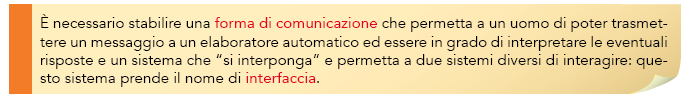 È necessario stabilire una forma di comunicazione che permetta a un uomo di poter trasmet-
tere un messaggio a un elaboratore automatico ed essere in grado di interpretare le eventuali
risposte e un sistema che “si interponga” e permetta a due sistemi diversi di interagire: que-
sto sistema prende il nome di interfaccia.